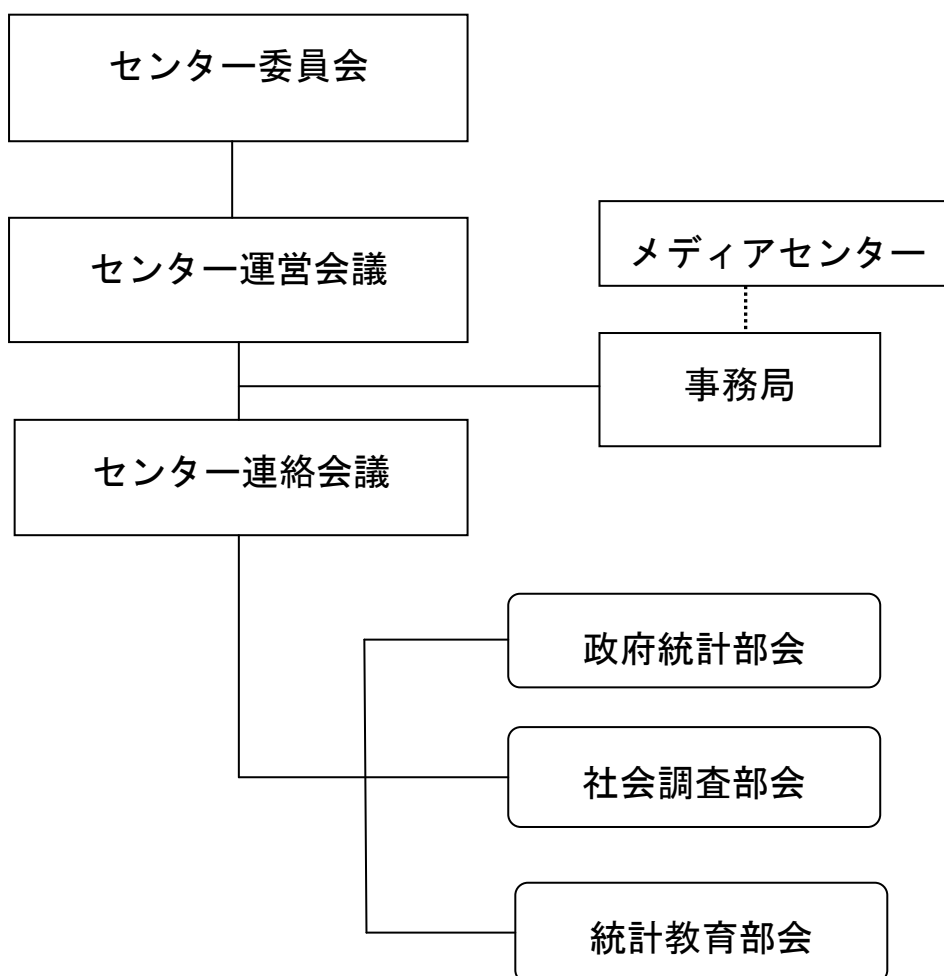 センター委員会
センター運営会議
メディアセンター
事務局
センター連絡会議
政府統計部会
社会調査部会
統計教育部会